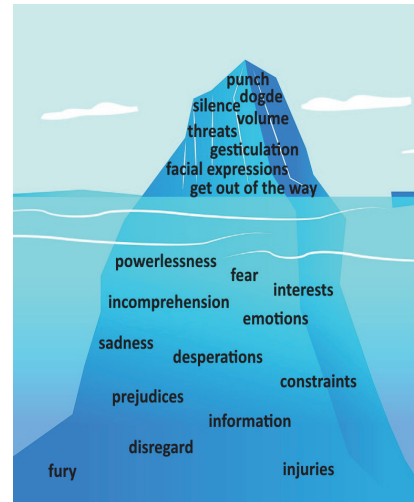 punch
dogde
silence
volume
threats
gesticulation
facial expressions
get out of the way
powerlessness
fear
interests
incomprehension
emotions
sadness
desperations
constraints
prejudices
information
disregard
fury
injuries